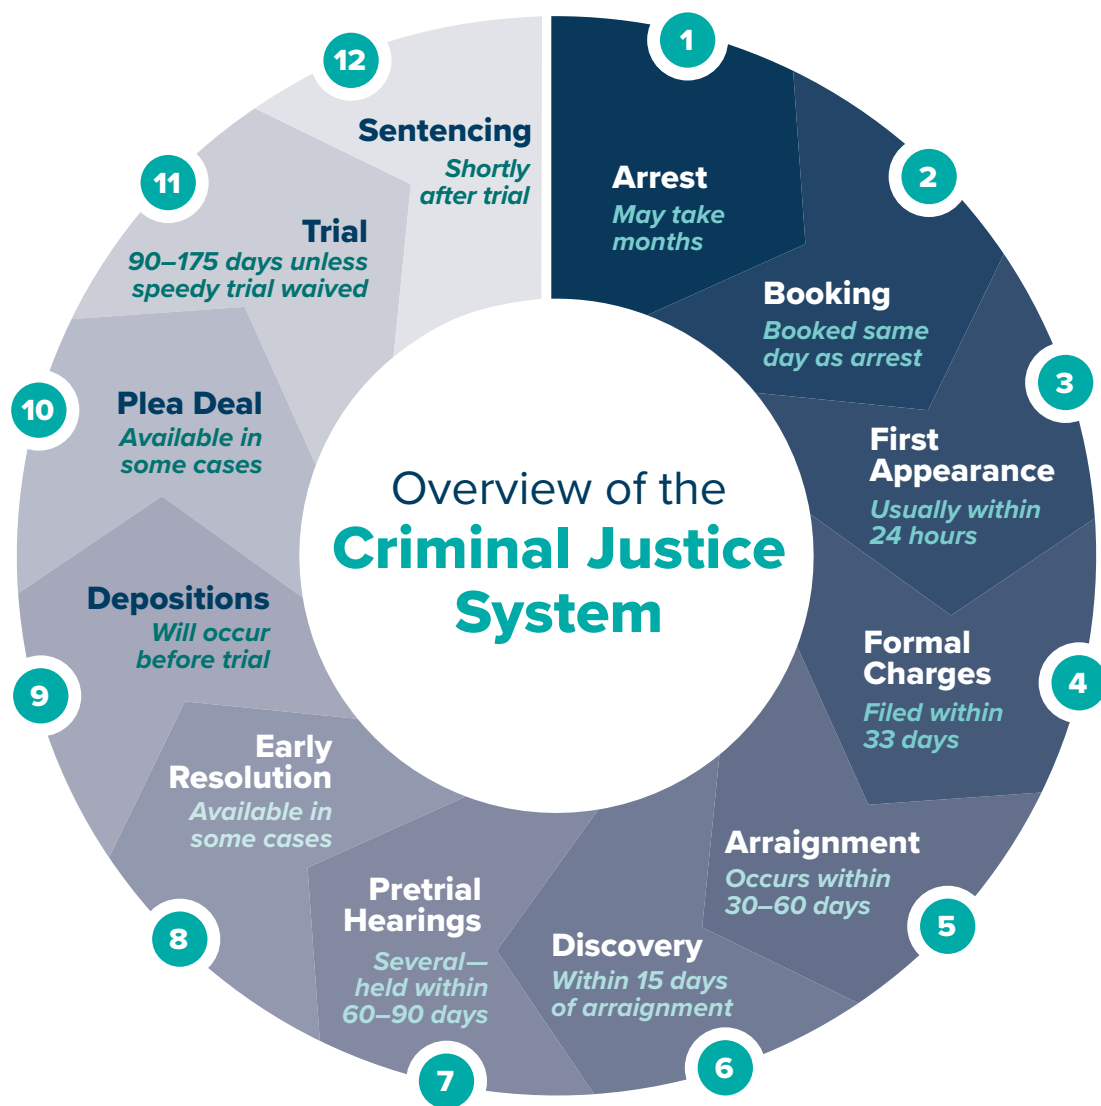 Overview of the
Criminal Justice
System
1
Arrest
May take
months
2
Booking
Booked same
day as arrest
3
First
Appearance
Usually within
24 hours
4
Formal
Charges
Filed within
33 days
5
Arraignment
Occurs within
30–60 days
6
Discovery
Within 15 days
of arraignment
7
Pretrial
Hearings
Several—
held within
60–90 days
8
Early
Resolution
Available in
some cases
9
Depositions
Will occur
before trial
10
Plea Deal
Available in
some cases
11
Trial
90–175 days unless
speedy trial waived
12
Sentencing
Shortly
after trial